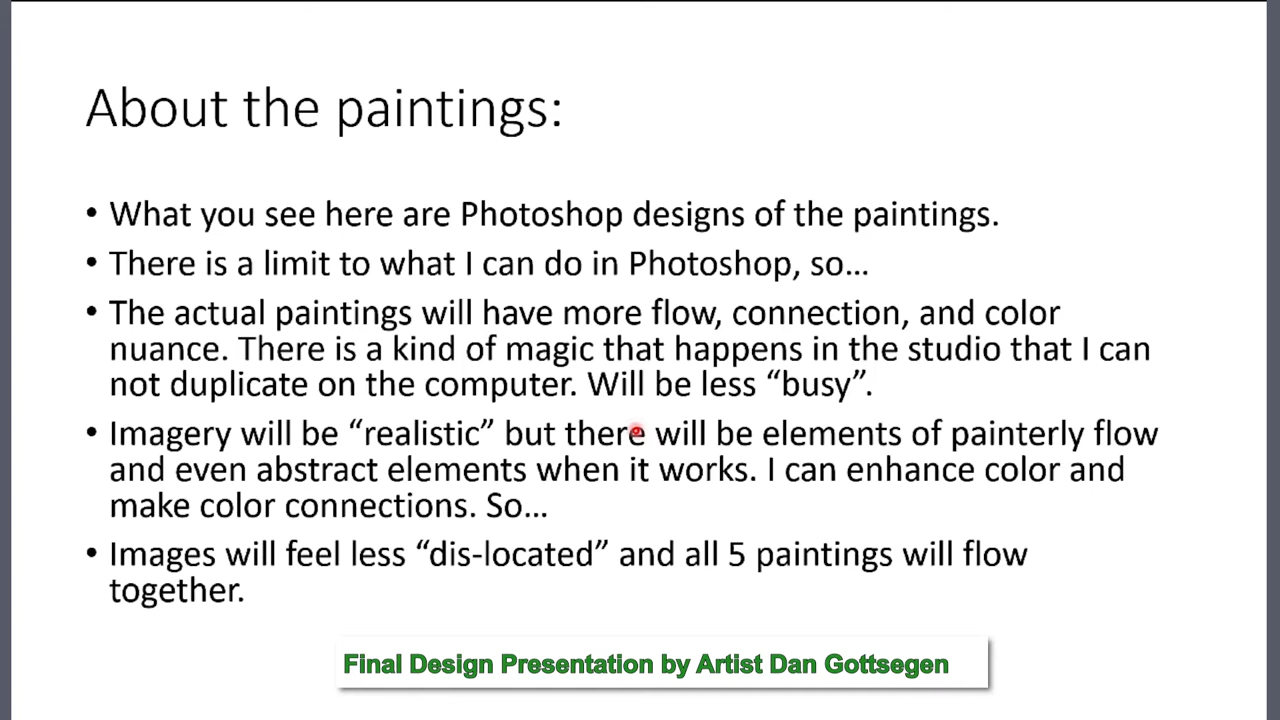 About the paintings:
• What you see here are Photoshop designs of the paintings.
• There is a limit to what I can do in Photoshop, so…
• The actual paintings will have more flow, connection, and color
nuance. There is a kind of magic that happens in the studio that I can
not duplicate on the computer. Will be less “busy”.
• Imagery will be “realistic” but there will be elements of painterly flow
and even abstract elements when it works. I can enhance color and
make color connections. So…
• Images will feel less “dis-located” and all 5 paintings will flow
together.
Final Design Presentation by Artist Dan Gottsegen